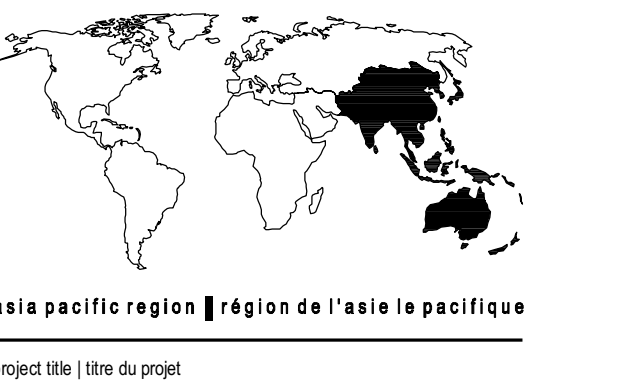 asia pacific region région de l'asie le pacifique
roject title | titre du projet